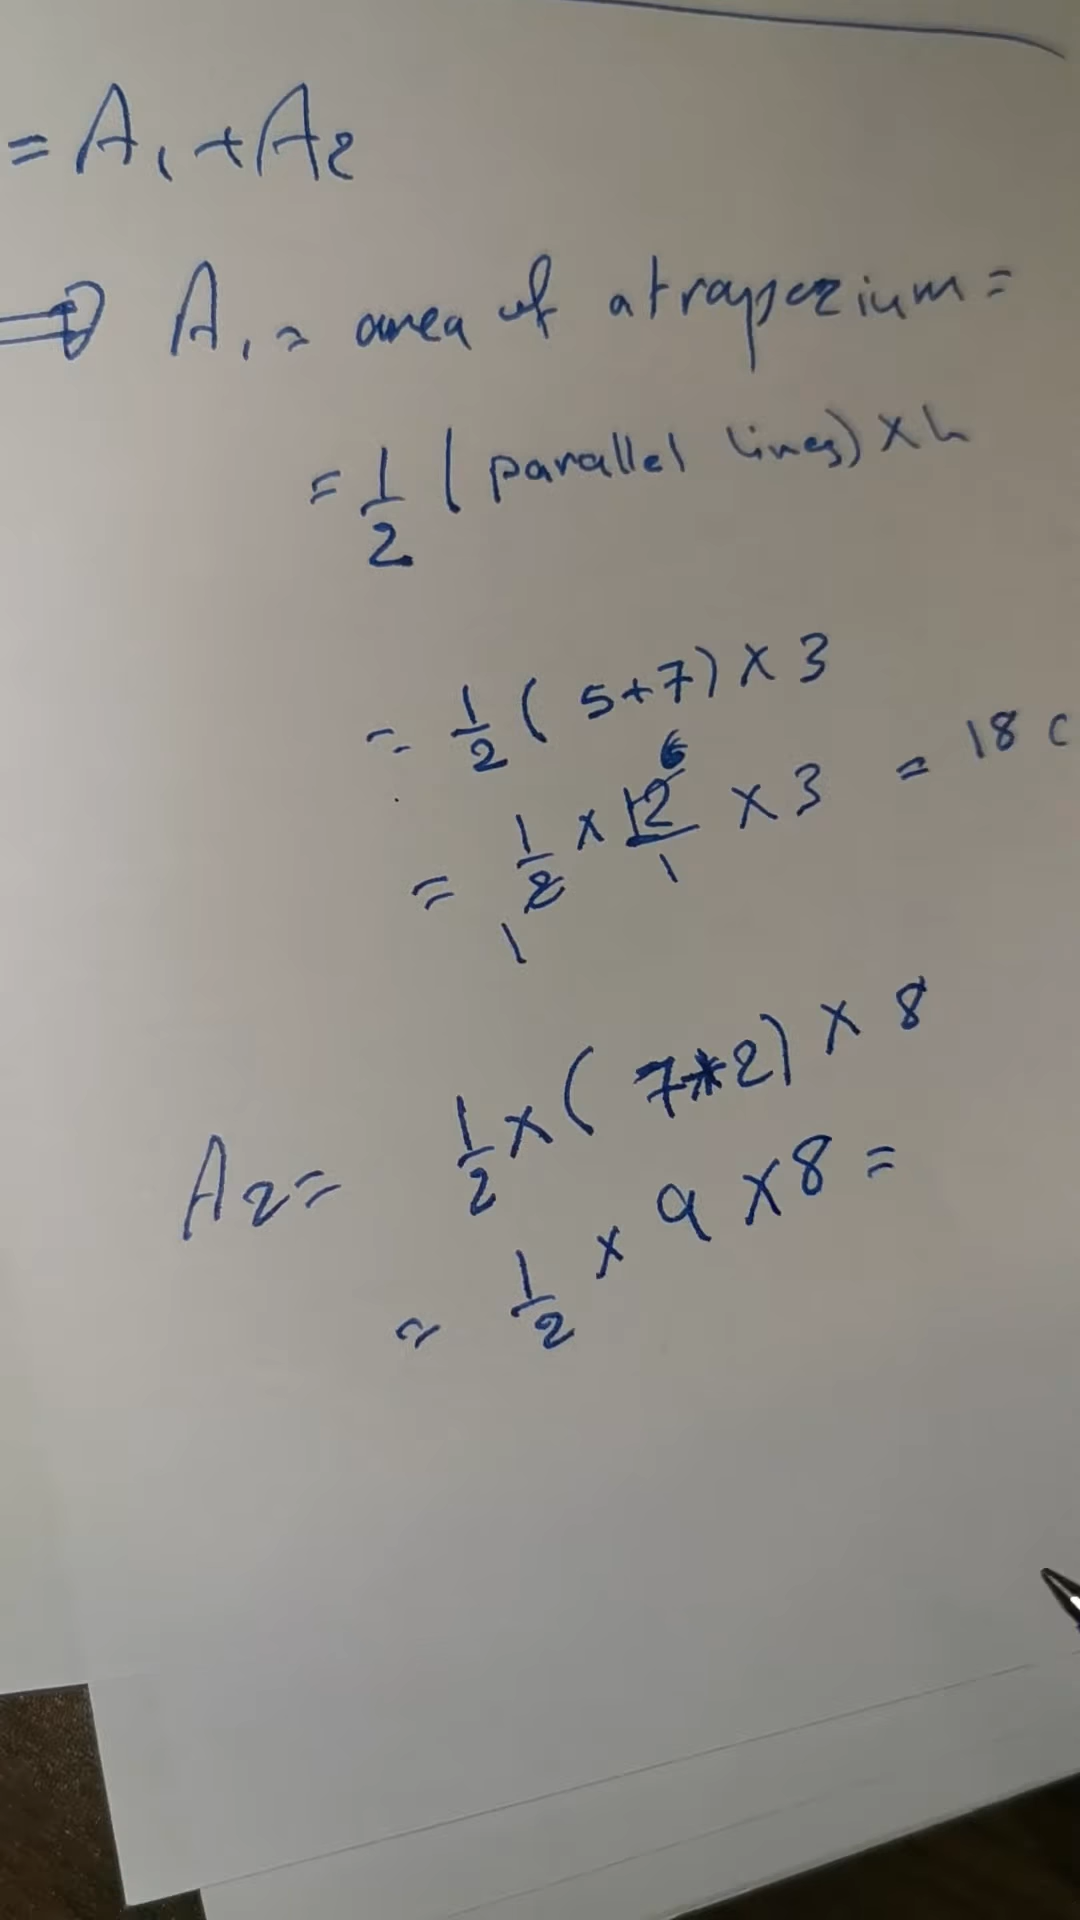 = A₁ + A₂
⇒ A₁ = area of a trapezium =
= 1/2 ( parallel lines) × h
= 1/2 ( 5+7) × 3
= 1/2 × 12/1 × 3 = 18 c
6
1
A₂ = 1/2 × ( 7*2) × 8
= 1/2 × 9 × 8 =